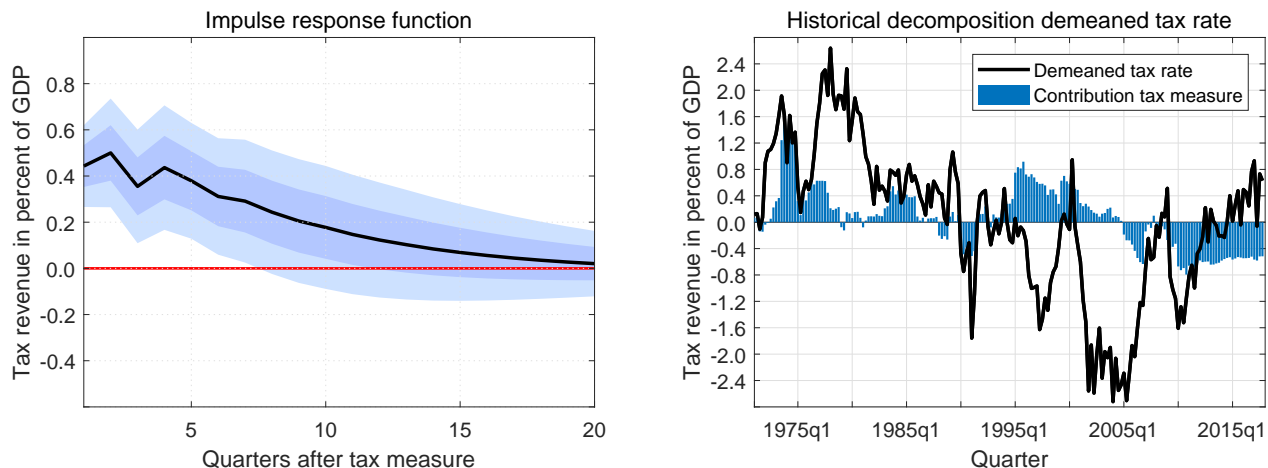 Impulse response function
Tax revenue in percent of GDP
0.8
0.6
0.4
0.2
0.0
-0.2
-0.4
5
10
15
20
Quarters after tax measure
Historical decomposition demeaned tax rate
Tax revenue in percent of GDP
2.4
2.0
1.6
1.2
0.8
0.4
0.0
-0.4
-0.8
-1.2
-1.6
-2.0
-2.4
Demeaned tax rate
Contribution tax measure
1975q1
1985q1
1995q1
2005q1
2015q1
Quarter